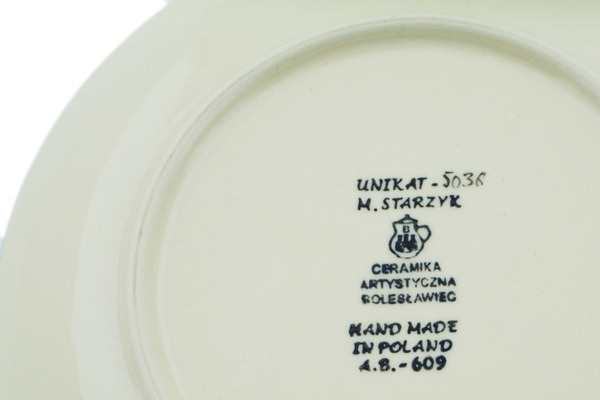 UNIKAT - 5036
M. STARZYK
B
CERAMIKA
ARTYSTYCZNA
BOLESŁAWIEC
HAND MADE
IN POLAND
A.B.-609